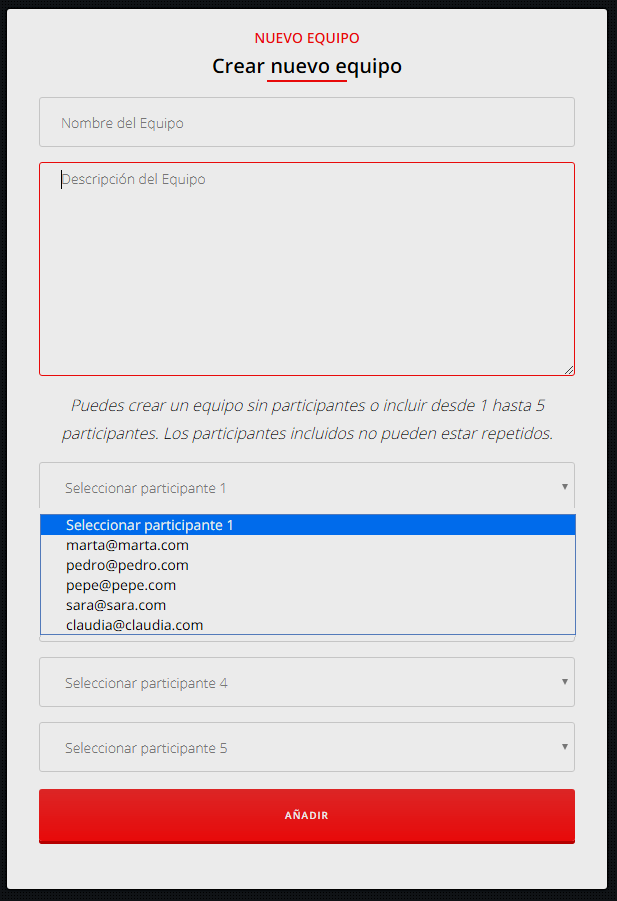 NUEVO EQUIPO
Crear nuevo equipo
Nombre del Equipo
Descripción del Equipo
Puedes crear un equipo sin participantes o incluir desde 1 hasta 5
participantes. Los participantes incluidos no pueden estar repetidos.
Seleccionar participante 1
Seleccionar participante 1
marta@marta.com
pedro@pedro.com
pepe@pepe.com
sara@sara.com
claudia@claudia.com
Seleccionar participante 4
Seleccionar participante 5
AÑADIR